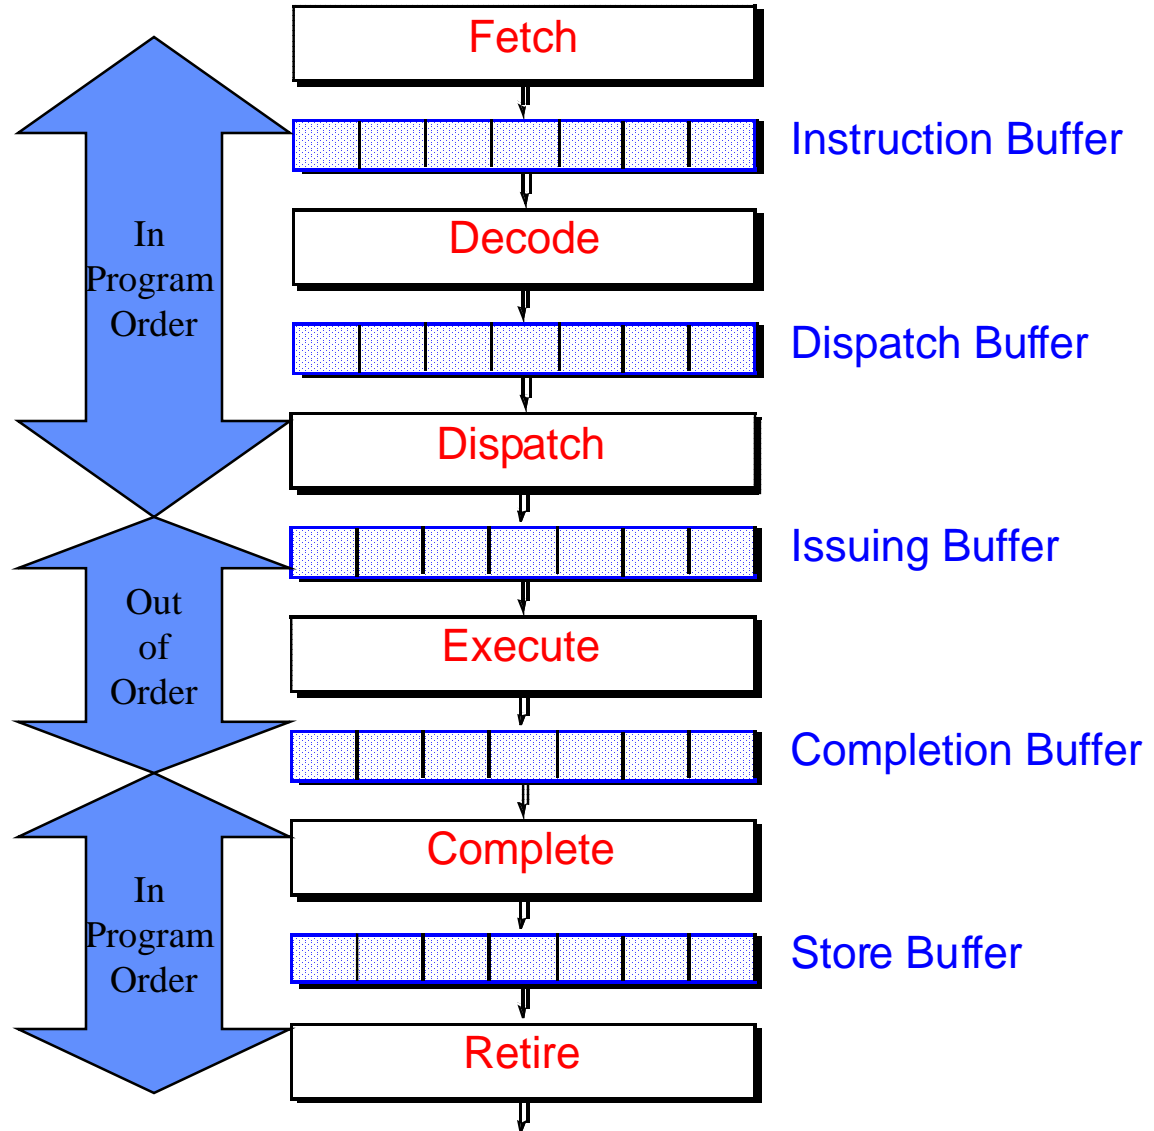 Fetch
Instruction Buffer
Decode
In
Program
Order
Dispatch Buffer
Dispatch
Issuing Buffer
Out
of
Order
Execute
Completion Buffer
Complete
In
Program
Order
Store Buffer
Retire